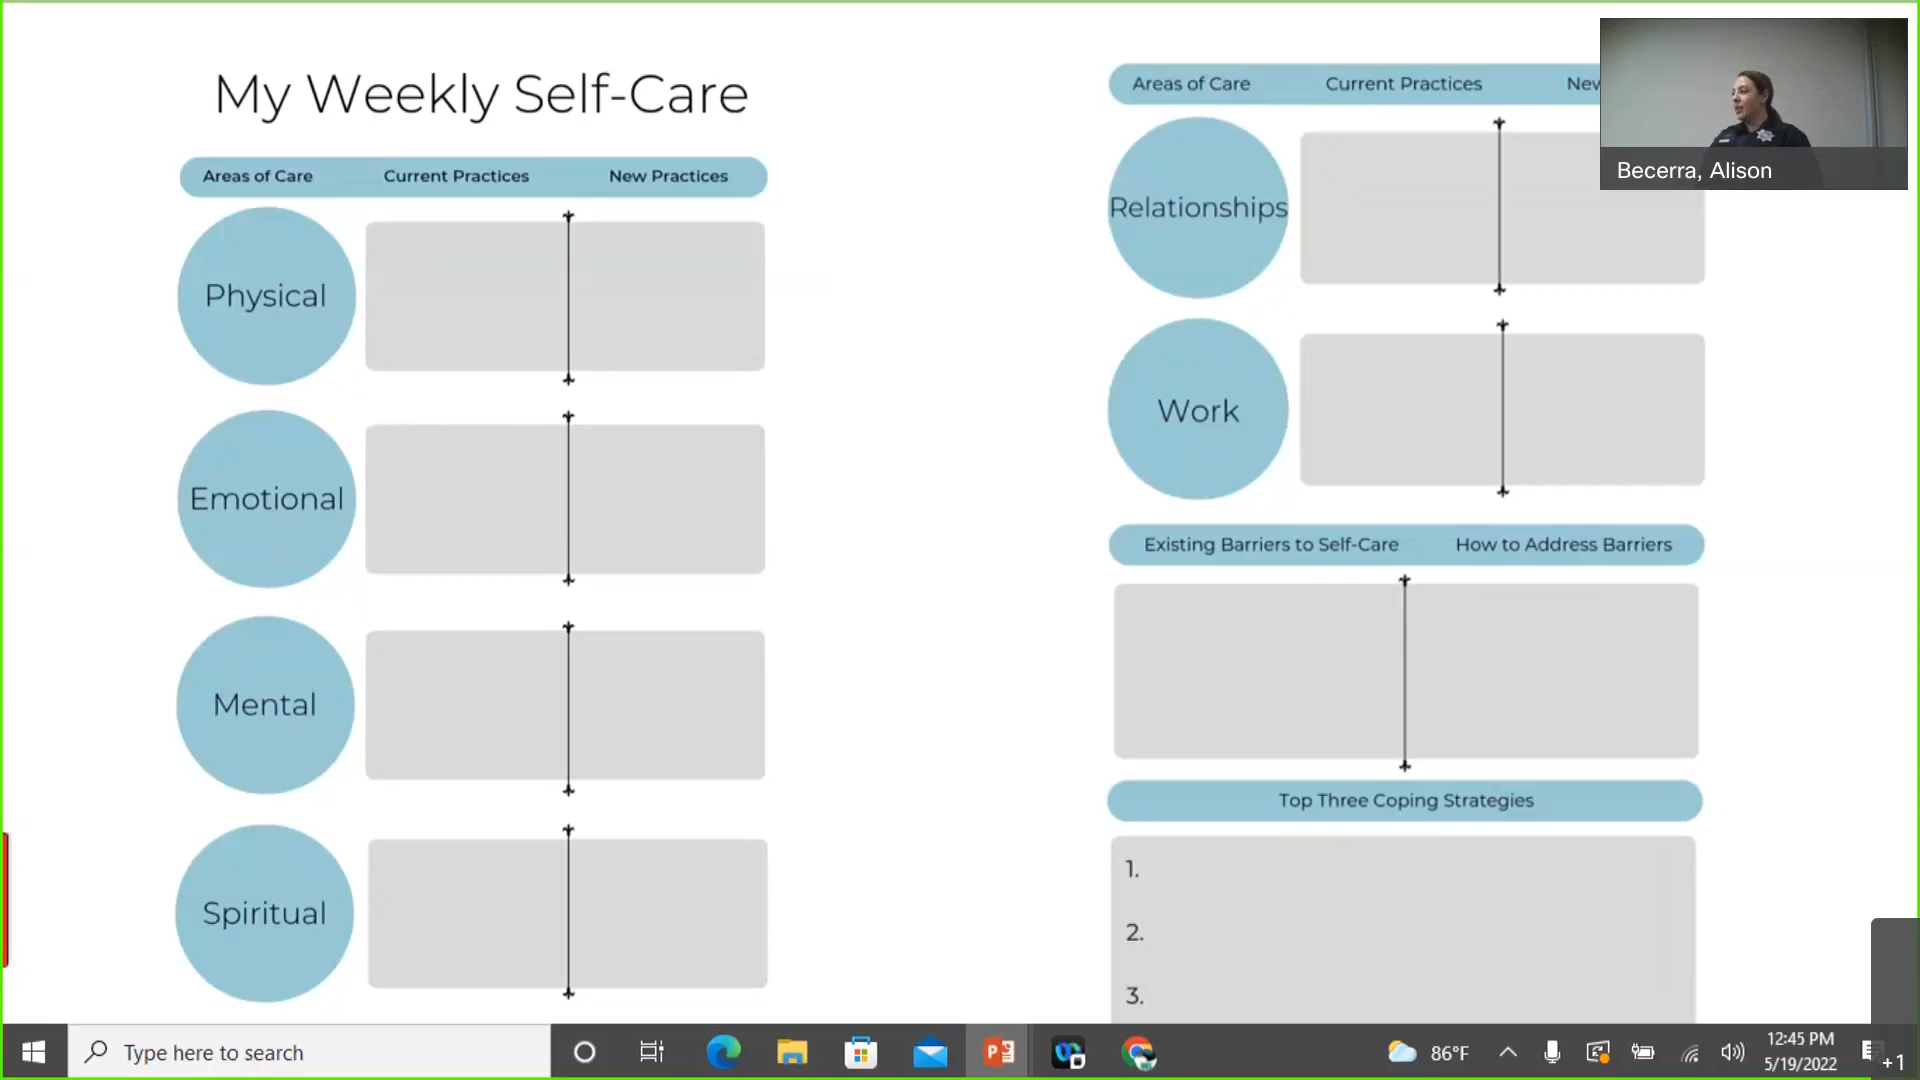 My Weekly Self-Care
Areas of Care Current Practices New Practices
Physical
Emotional
Mental
Spiritual
Areas of Care Current Practices New
Relationships
Work
Existing Barriers to Self-Care How to Address Barriers
Top Three Coping Strategies
1.
2.
3.
Becerra, Alison
Type here to search
86°F
12:45 PM
5/19/2022
+1